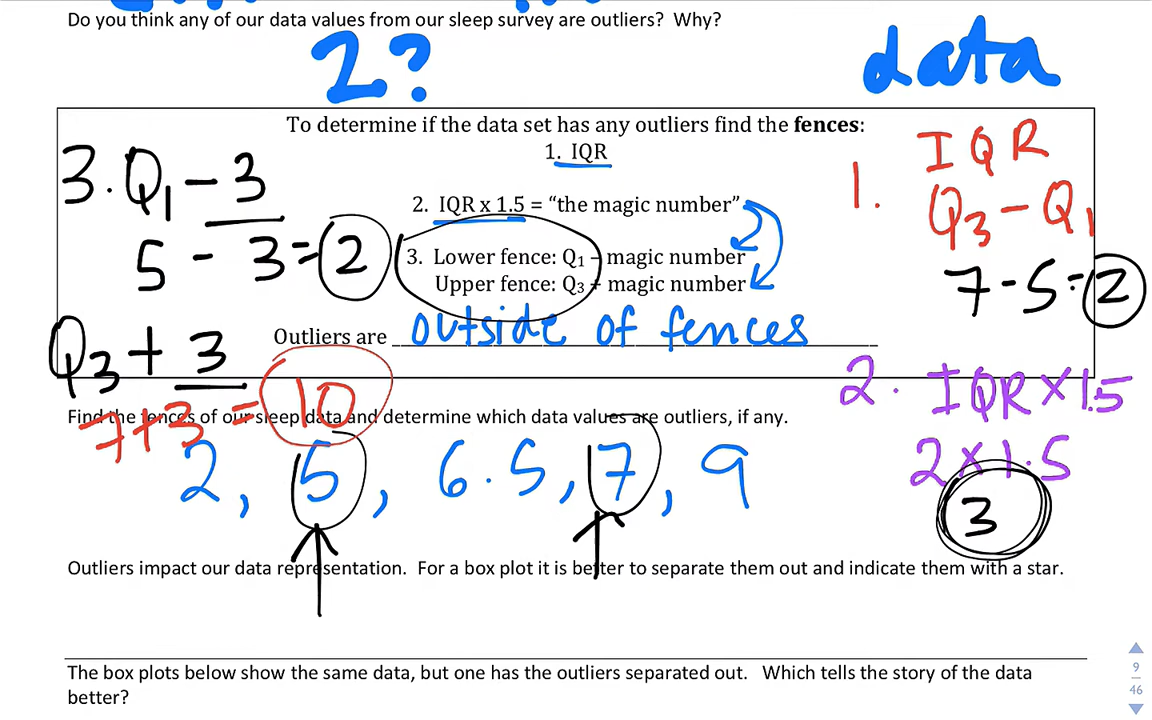 Do you think any of our data values from our sleep survey are outliers? Why?
2?
data
To determine if the data set has any outliers find the fences:
1. IQR
2. IQR x 1.5 = “the magic number”
3. Lower fence: Q1 – magic number
Upper fence: Q3 + magic number
Outliers are outside of fences
3. Q1 - 3
5 - 3 = 2
Q3 + 3
7+3 = 10
1. IQR
Q3 - Q1
7-5=2
2. IQR X 1.5
2 X 1.5
3
Find the fences of our sleep data and determine which data values are outliers, if any.
2, 5, 6.5, 7, 9
Outliers impact our data representation. For a box plot it is better to separate them out and indicate them with a star.
The box plots below show the same data, but one has the outliers separated out. Which tells the story of the data
better?
9
46